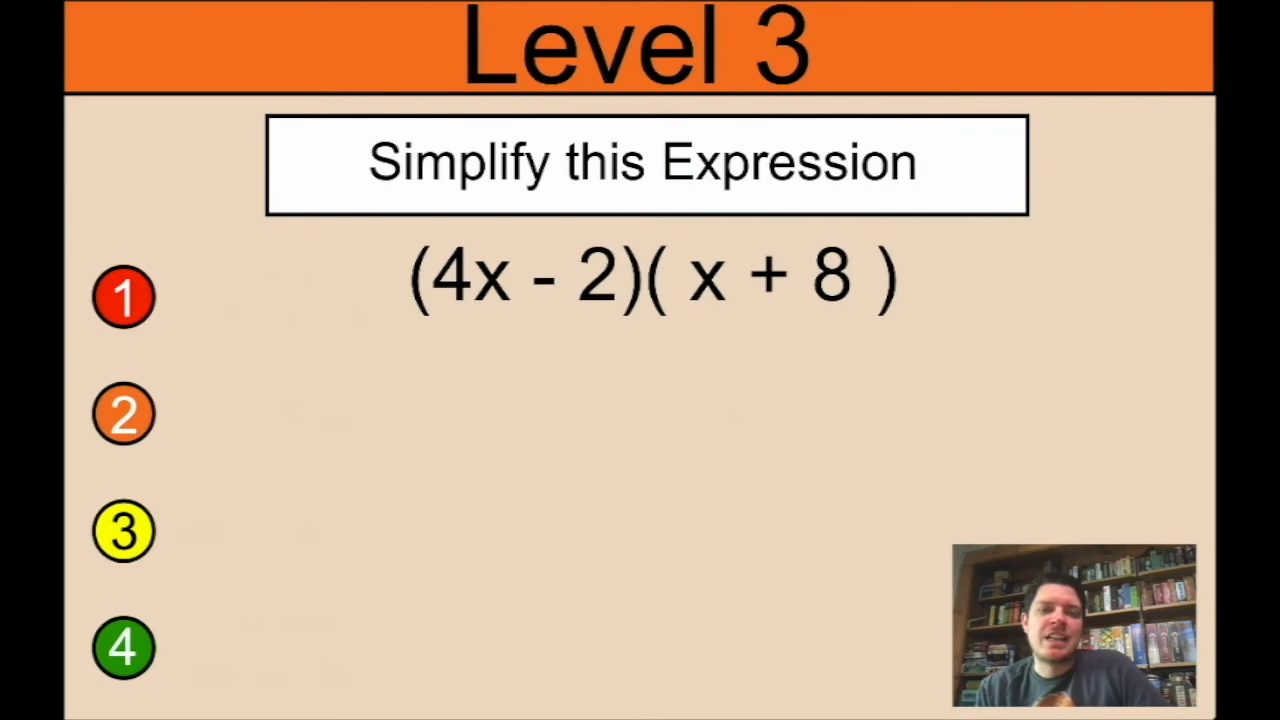 Level 3
Simplify this Expression
(4x - 2)( x + 8 )
1
2
3
4